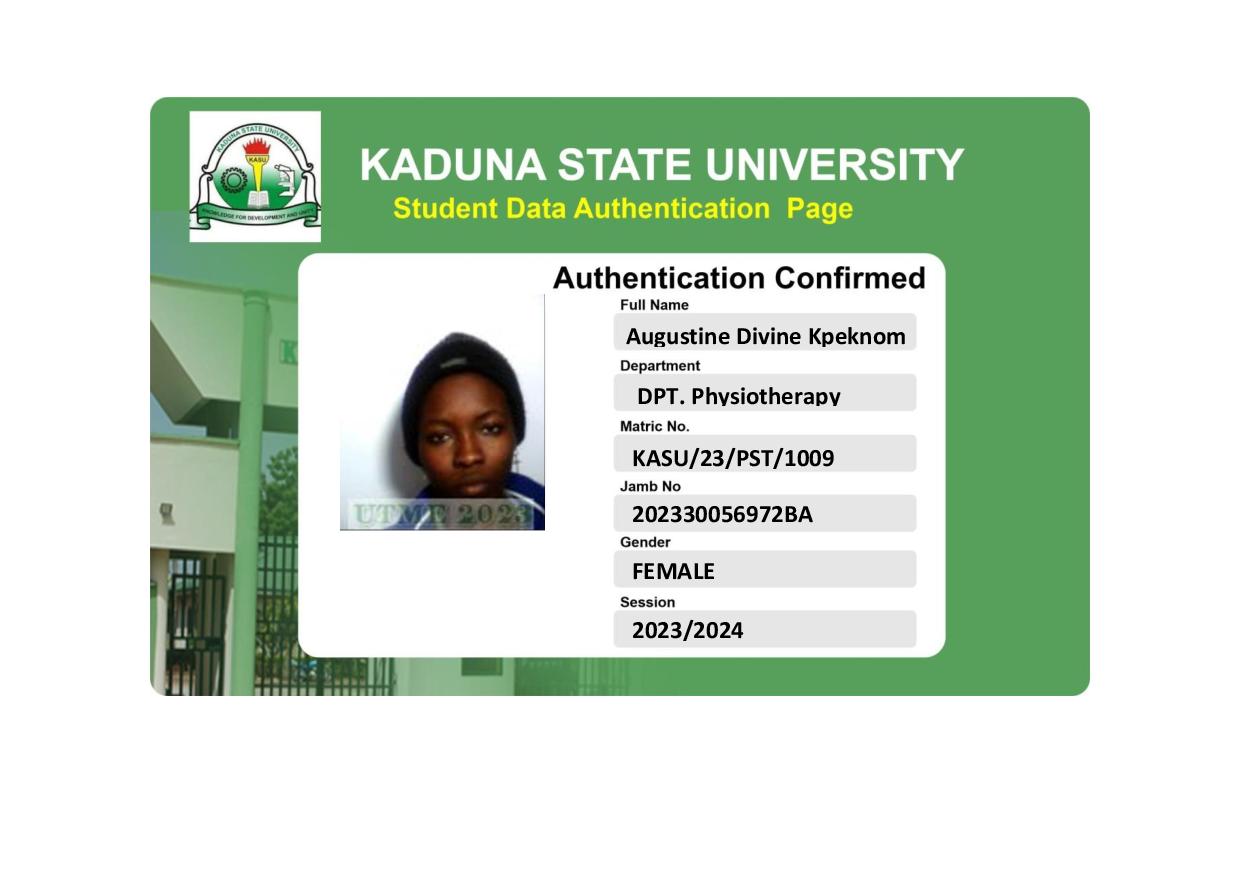 KADUNA STATE UNIVERSITY
KASU
KNOWLEDGE FOR DEVELOPMENT AND UNITY
KADUNA STATE UNIVERSITY
Student Data Authentication Page
Authentication Confirmed
Full Name
Augustine Divine Kpeknom
Department
DPT. Physiotherapy
Matric No.
KASU/23/PST/1009
Jamb No
202330056972BA
Gender
FEMALE
Session
2023/2024
UTME 2023
K